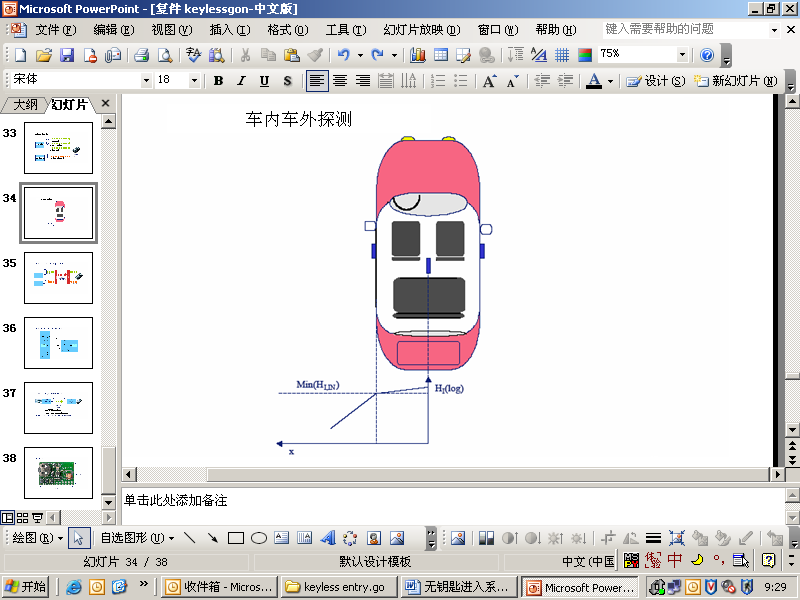 Microsoft PowerPoint - [复件 keylessgon-中文版]
文件(F) 编辑(E) 视图(V) 插入(I) 格式(O) 工具(T) 幻灯片放映(D) 窗口(W) 帮助(H) 键入需要帮助的问题
75%
宋体 18 B I U S A A A 设计(S) 新幻灯片(N)
大纲 幻灯片
33
34
35
36
37
38
车内车外探测
Min(HLIN)
HI(log)
x
单击此处添加备注
绘图(R) 自选图形(U)
幻灯片 34 / 38 默认设计模板 中文(中国
开始 收件箱 - Micros... keyless entry.go 无钥匙进入系... Microsoft Powe... 9:29